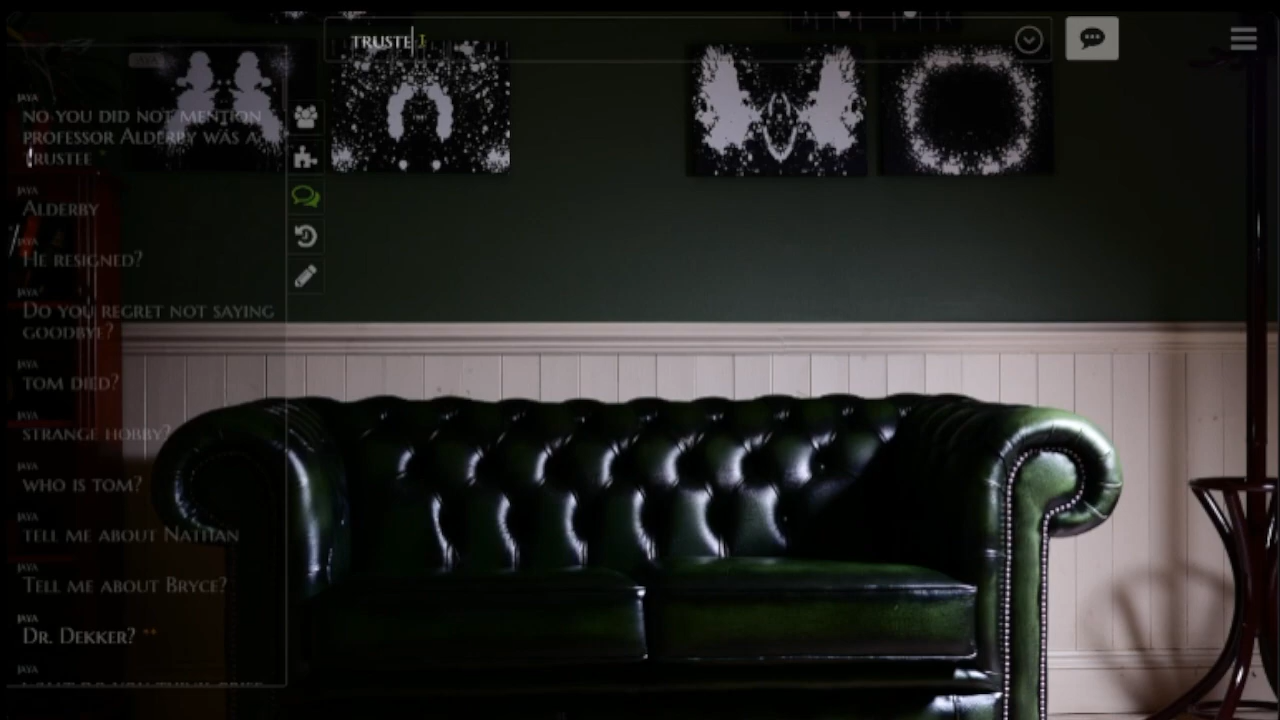 TRUSTE
JAYA
NO YOU DID NOT MENTION
PROFESSOR ALDERBY WAS A
TRUSTEE
JAYA
ALDERBY
JAYA
HE RESIGNED?
JAYA
DO YOU REGRET NOT SAYING
GOODBYE?
JAYA
TOM DIED?
JAYA
STRANGE HOBBY?
JAYA
WHO IS TOM?
JAYA
TELL ME ABOUT NATHAN
JAYA
TELL ME ABOUT BRYCE?
JAYA
DR. DEKKER? **
JAYA